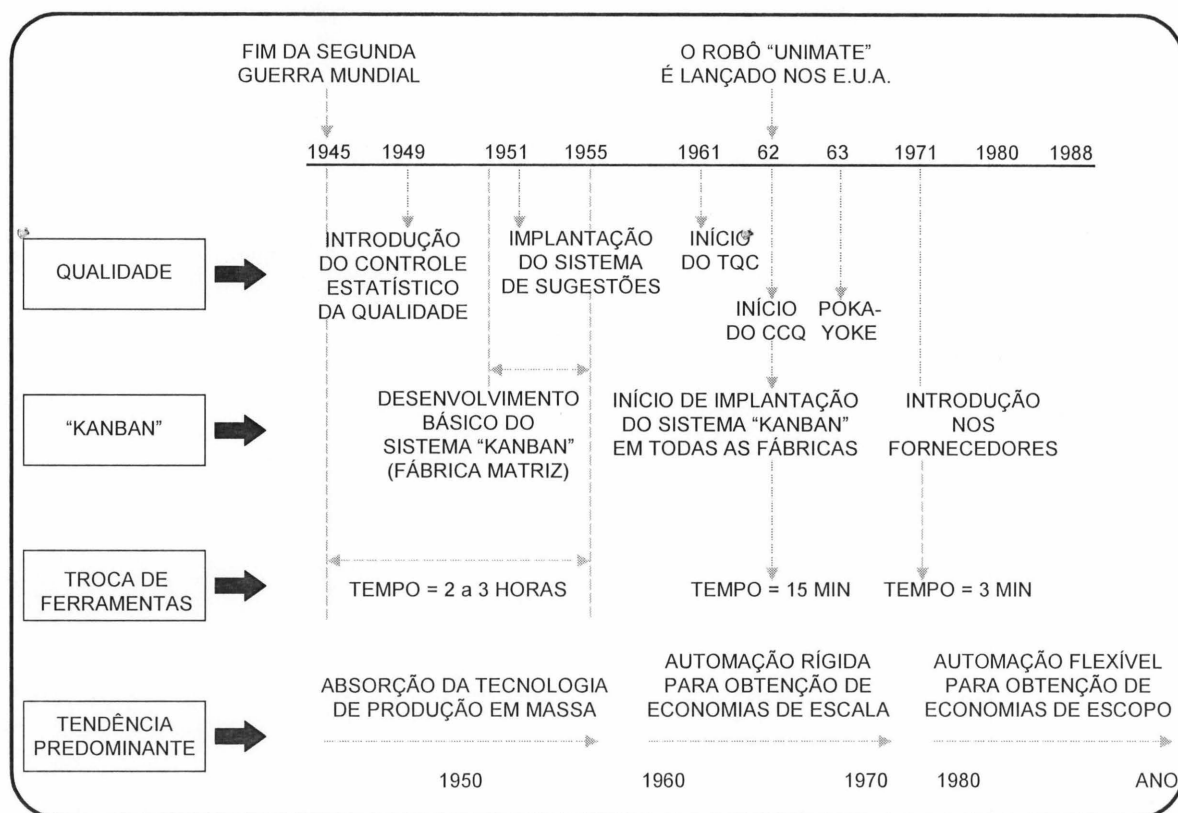 FIM DA SEGUNDA
GUERRA MUNDIAL
O ROBÔ “UNIMATE”
É LANÇADO NOS E.U.A.
1945 1949 1951 1955 1961 62 63 1971 1980 1988
QUALIDADE
INTRODUÇÃO
DO CONTROLE
ESTATÍSTICO
DA QUALIDADE
IMPLANTAÇÃO
DO SISTEMA
DE SUGESTÕES
INÍCIO
DO TQC
INÍCIO
DO CCQ
POKA-
YOKE
“KANBAN”
DESENVOLVIMENTO
BÁSICO DO
SISTEMA “KANBAN”
(FÁBRICA MATRIZ)
INÍCIO DE IMPLANTAÇÃO
DO SISTEMA “KANBAN”
EM TODAS AS FÁBRICAS
INTRODUÇÃO
NOS
FORNECEDORES
TROCA DE
FERRAMENTAS
TEMPO = 2 a 3 HORAS
TEMPO = 15 MIN
TEMPO = 3 MIN
TENDÊNCIA
PREDOMINANTE
ABSORÇÃO DA TECNOLOGIA
DE PRODUÇÃO EM MASSA
AUTOMAÇÃO RÍGIDA
PARA OBTENÇÃO DE
ECONOMIAS DE ESCALA
AUTOMAÇÃO FLEXÍVEL
PARA OBTENÇÃO DE
ECONOMIAS DE ESCOPO
1950 1960 1970 1980 ANO